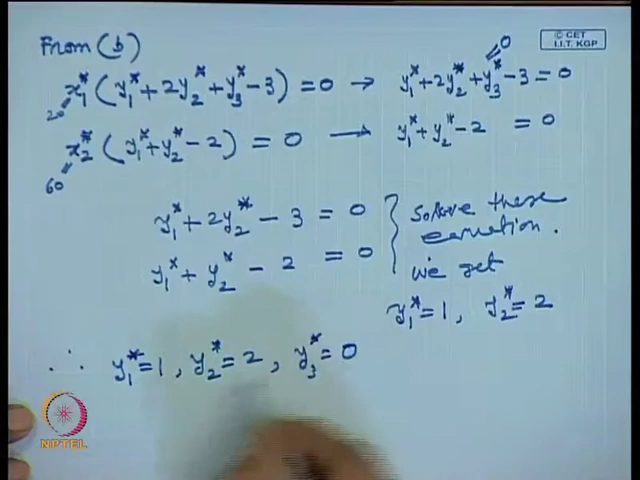 From (b)
© CET
I.I.T. KGP
x₁*(y₁* + 2y₂* + y₃* - 3) = 0 → y₁* + 2y₂* + y₃* - 3 = 0
0
20
x₂*(y₁* + y₂* - 2) = 0 → y₁* + y₂* - 2 = 0
60
y₁* + 2y₂* - 3 = 0
y₁* + y₂* - 2 = 0
solve these
equation.
we get
y₁* = 1, y₂* = 2
∴ y₁* = 1, y₂* = 2, y₃* = 0
NPTEL